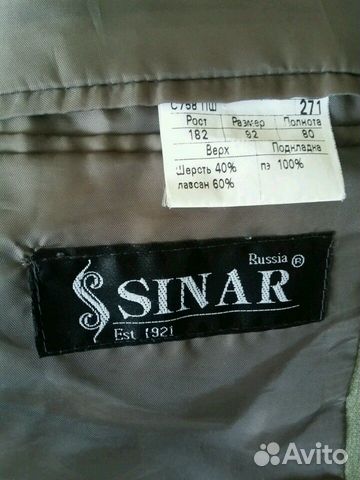 С768 ПШ 271
Рост Размер Полнота
182 92 80
Верх Подкладка
Шерсть 40% пэ 100%
лавсан 60%
Russia ®
SINAR
Est 1921
Avito